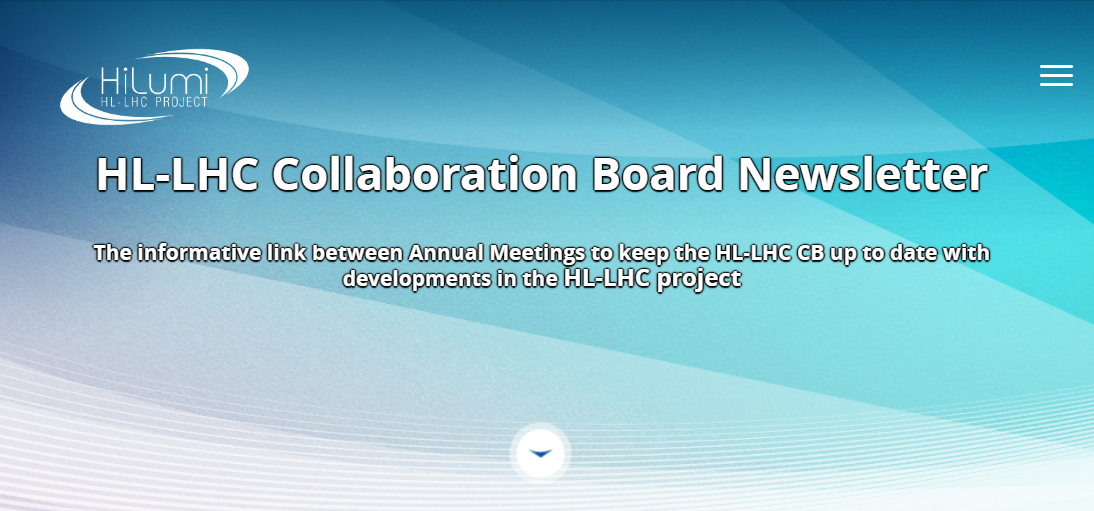 HiLumi
HL-LHC PROJECT
HL-LHC Collaboration Board Newsletter
The informative link between Annual Meetings to keep the HL-LHC CB up to date with
developments in the HL-LHC project